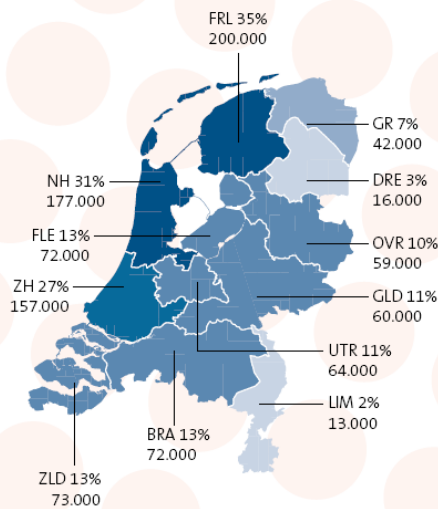 FRL 35%
200.000
GR 7%
42.000
NH 31%
177.000
DRE 3%
16.000
FLE 13%
72.000
OVR 10%
59.000
ZH 27%
157.000
GLD 11%
60.000
UTR 11%
64.000
LIM 2%
13.000
BRA 13%
72.000
ZLD 13%
73.000